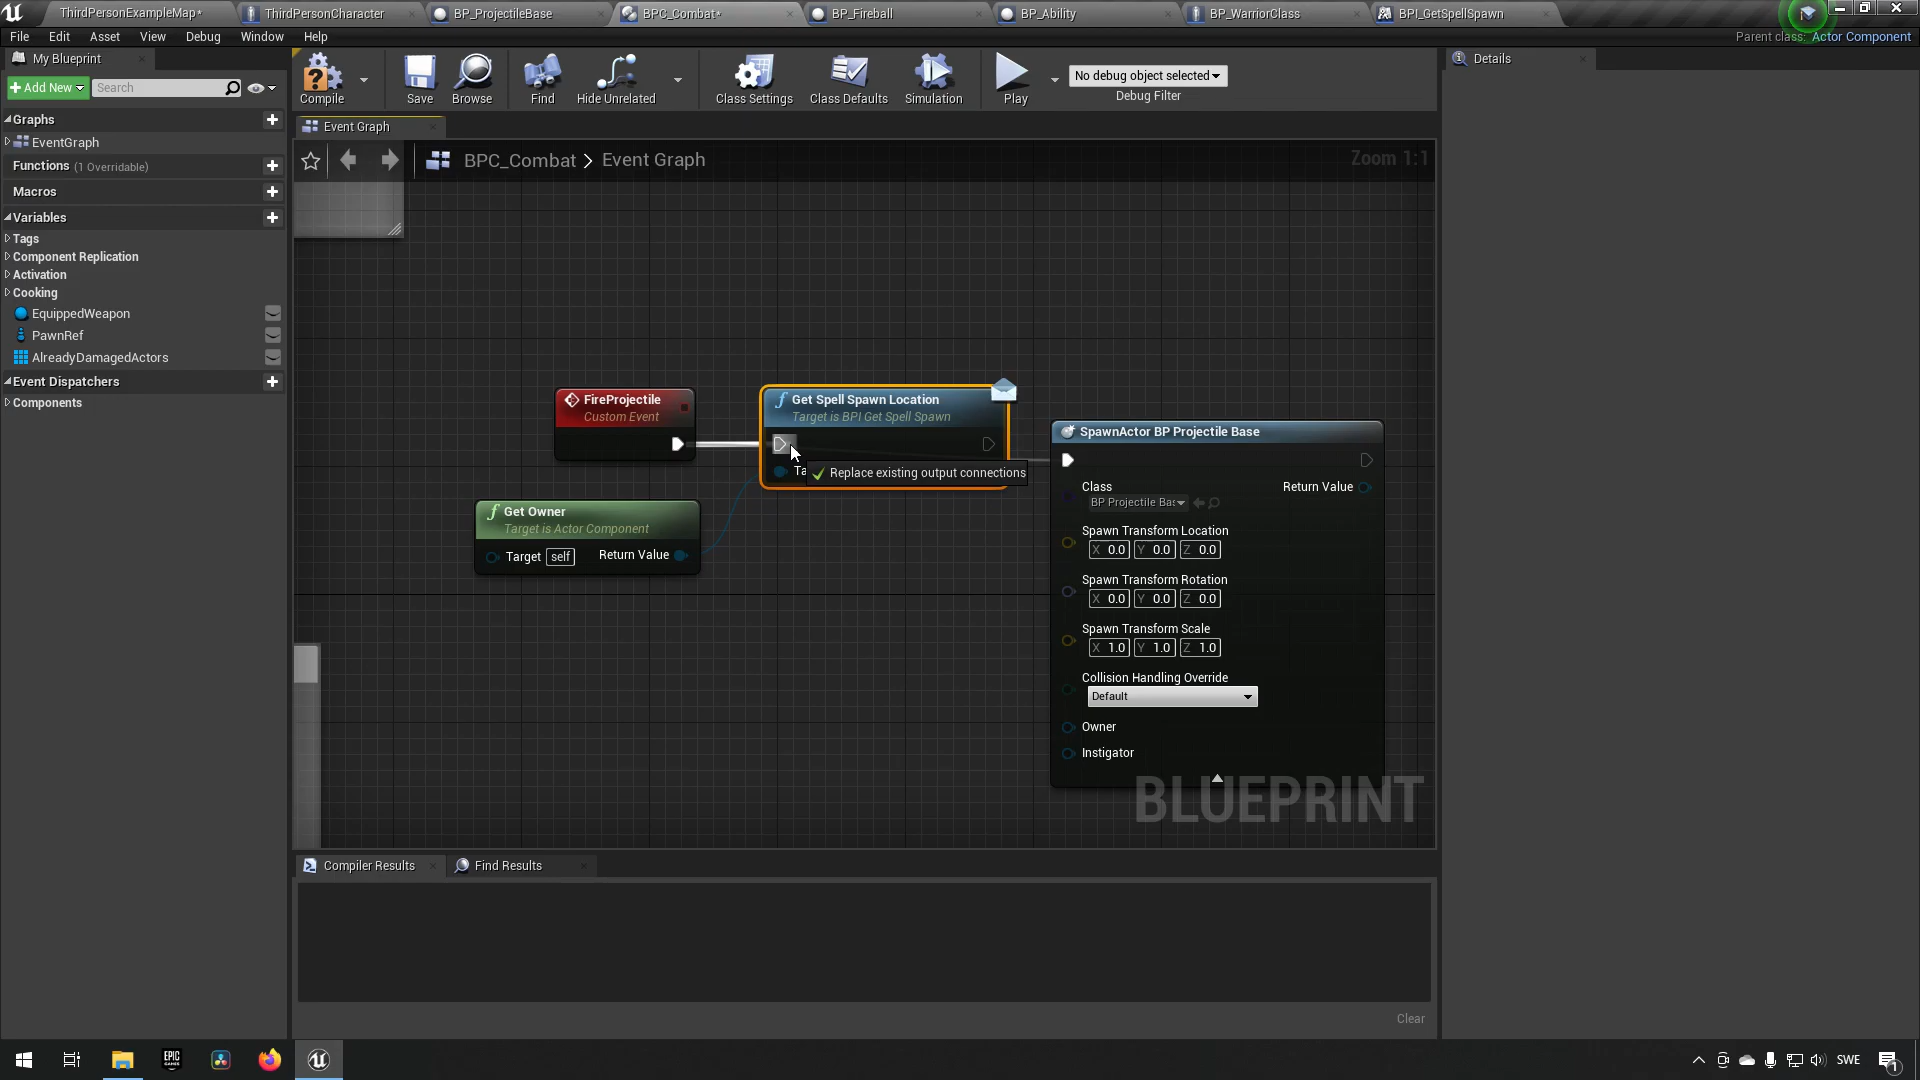 ThirdPersonExampleMap*
ThirdPersonCharacter
BP_ProjectileBase
BPC_Combat*
BP_Fireball
BP_Ability
BP_WarriorClass
BPI_GetSpellSpawn
File
Edit
Asset
View
Debug
Window
Help
Parent class: Actor Component
My Blueprint
Details
Add New
Search
Compile
Save
Browse
Find
Hide Unrelated
Class Settings
Class Defaults
Simulation
Play
No debug object selected
Debug Filter
Graphs
EventGraph
Functions (1 Overridable)
Macros
Variables
Tags
Component Replication
Activation
Cooking
EquippedWeapon
PawnRef
AlreadyDamagedActors
Event Dispatchers
Components
Event Graph
BPC_Combat > Event Graph
Zoom 1:1
FireProjectile
Custom Event
Get Spell Spawn Location
Target is BPI Get Spell Spawn
Ta
Replace existing output connections
Get Owner
Target is Actor Component
Target self Return Value
SpawnActor BP Projectile Base
Class Return Value
BP Projectile Bas
Spawn Transform Location
X 0.0 Y 0.0 Z 0.0
Spawn Transform Rotation
X 0.0 Y 0.0 Z 0.0
Spawn Transform Scale
X 1.0 Y 1.0 Z 1.0
Collision Handling Override
Default
Owner
Instigator
BLUEPRINT
Compiler Results
Find Results
Clear
EPIC
GAMES
SWE
1